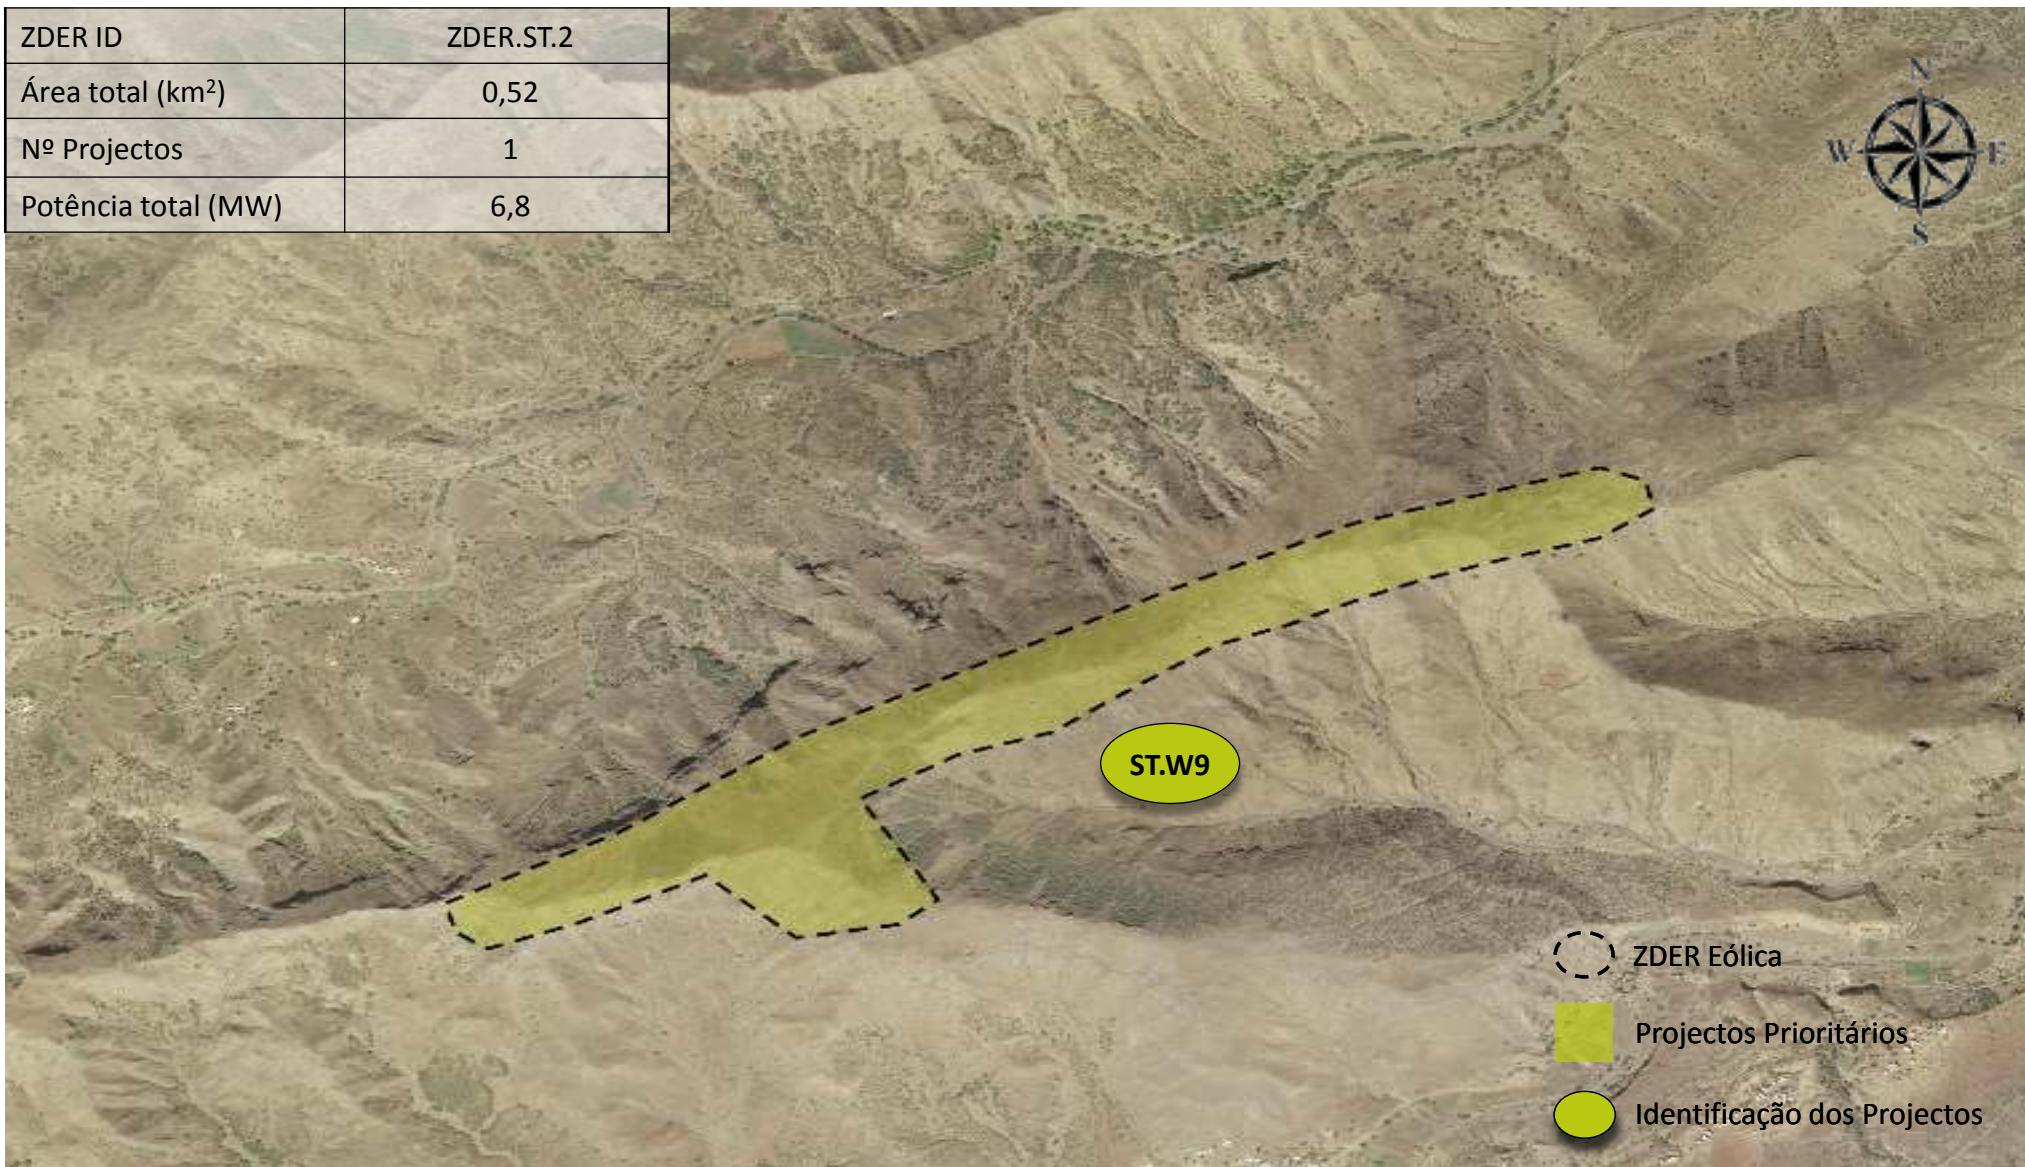 ZDER ID ZDER.ST.2
Área total (km²) 0,52
Nº Projectos 1
Potência total (MW) 6,8
N
W E
S
ST.W9
ZDER Eólica
Projectos Prioritários
Identificação dos Projectos